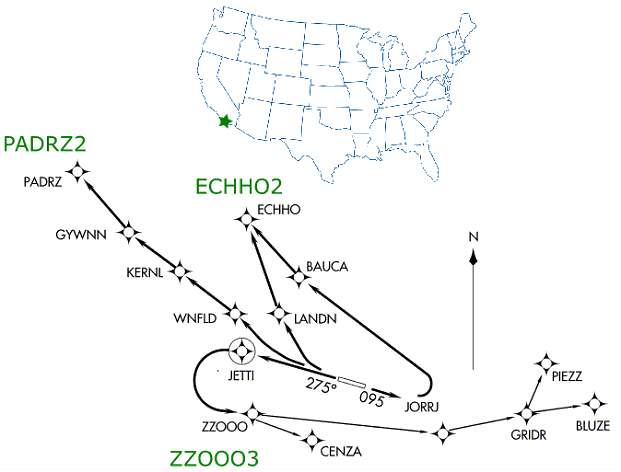 PADRZ2
PADRZ
ECHHO2
ECHHO
GYWNN
N
KERNL
BAUCA
WNFLD
LANDN
JETTI
275°
095
JORRJ
PIEZZ
ZZOOO
GRIDR
BLUZE
CENZA
ZZOOO3